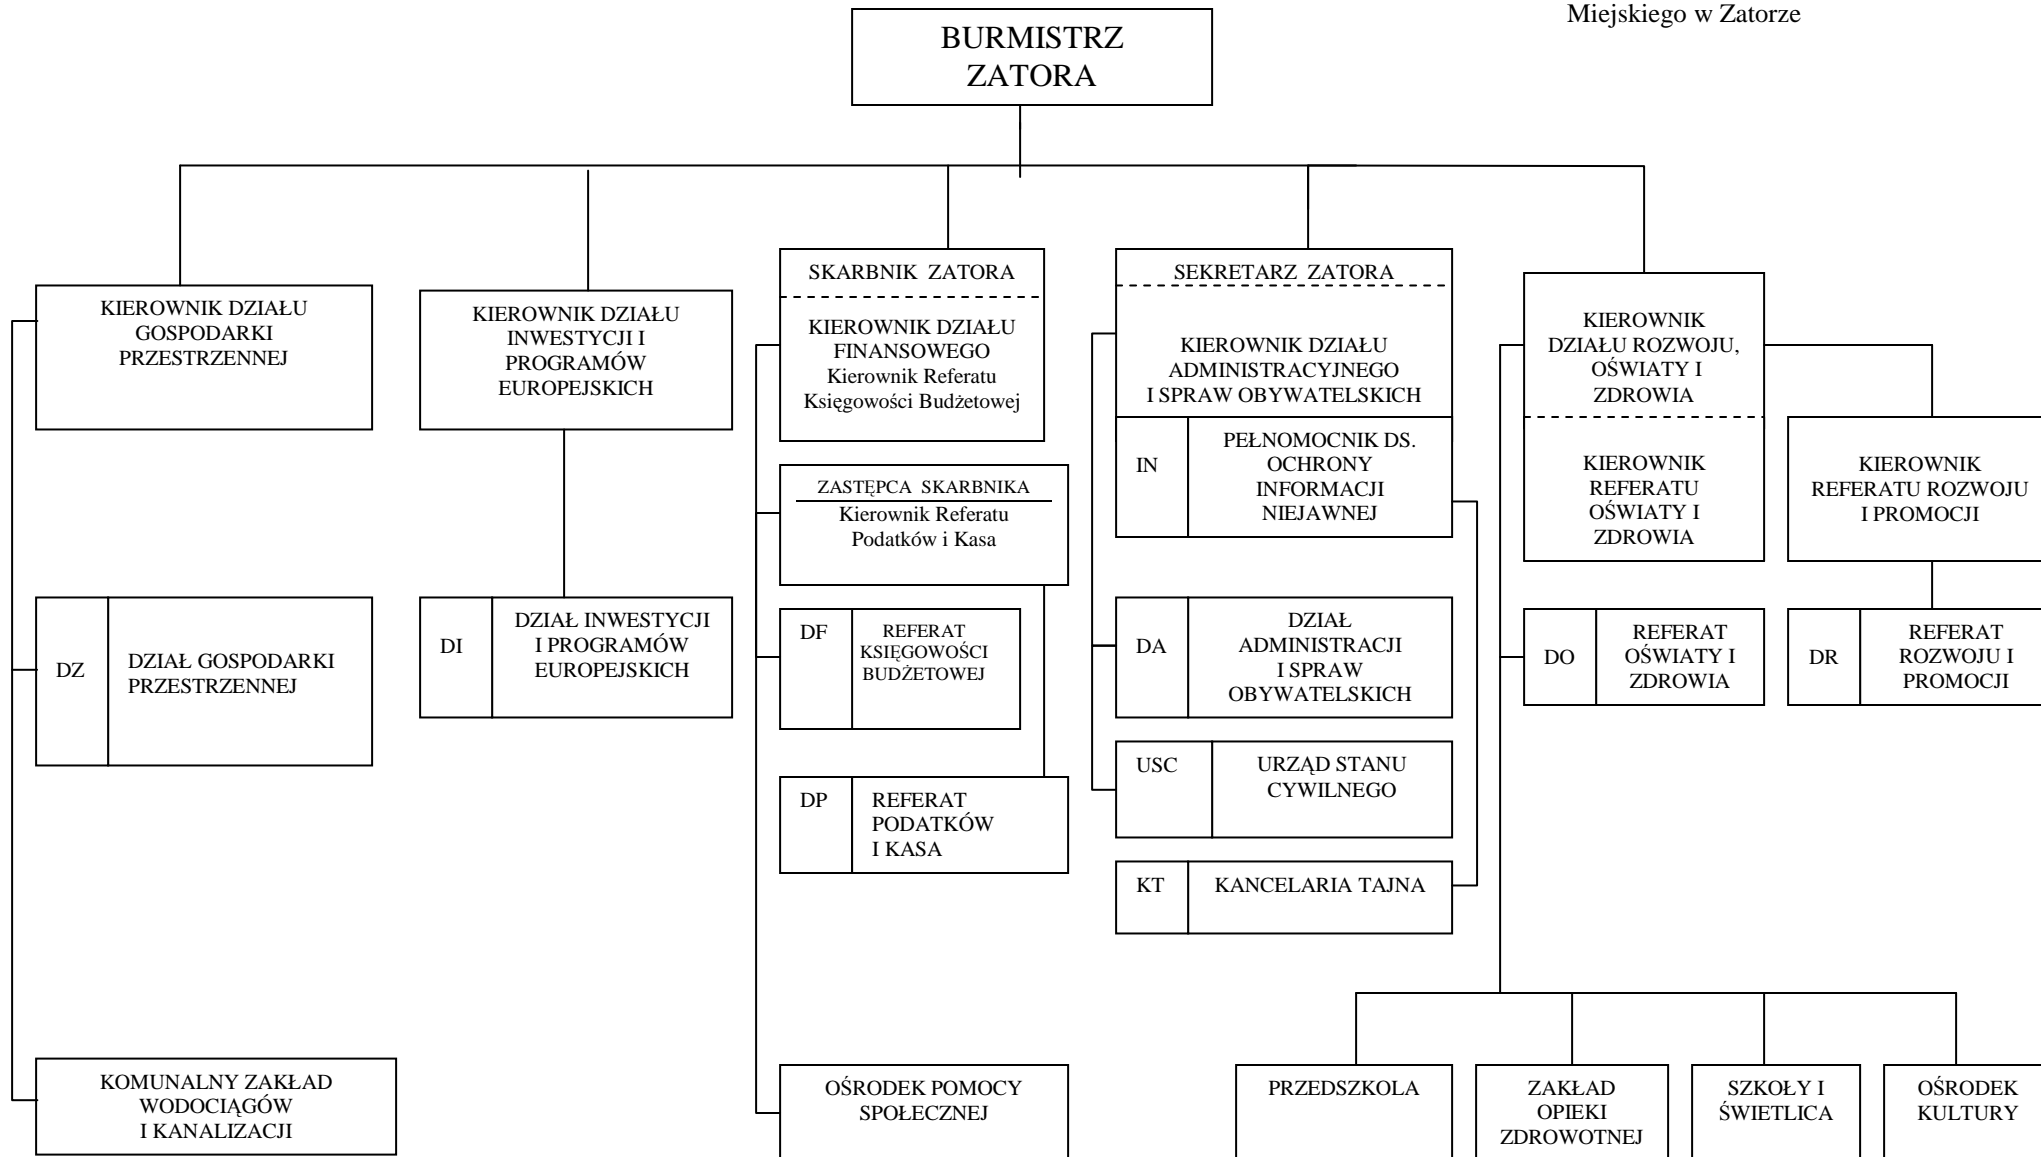 Miejskiego w Zatorze
BURMISTRZ
ZATORA
KIEROWNIK DZIAŁU
GOSPODARKI
PRZESTRZENNEJ
KIEROWNIK DZIAŁU
INWESTYCJI I
PROGRAMÓW
EUROPEJSKICH
SKARBNIK ZATORA
KIEROWNIK DZIAŁU
FINANSOWEGO
Kierownik Referatu
Księgowości Budżetowej
SEKRETARZ ZATORA
KIEROWNIK DZIAŁU
ADMINISTRACYJNEGO
I SPRAW OBYWATELSKICH
IN
PEŁNOMOCNIK DS.
OCHRONY
INFORMACJI
NIEJAWNEJ
KIEROWNIK
DZIAŁU ROZWOJU,
OŚWIATY I
ZDROWIA
KIEROWNIK
REFERATU
OŚWIATY I
ZDROWIA
KIEROWNIK
REFERATU ROZWOJU
I PROMOCJI
ZASTĘPCA SKARBNIKA
Kierownik Referatu
Podatków i Kasa
DZ
DZIAŁ GOSPODARKI
PRZESTRZENNEJ
DI
DZIAŁ INWESTYCJI
I PROGRAMÓW
EUROPEJSKICH
DF
REFERAT
KSIĘGOWOŚCI
BUDŻETOWEJ
DA
DZIAŁ
ADMINISTRACJI
I SPRAW
OBYWATELSKICH
DO
REFERAT
OŚWIATY I
ZDROWIA
DR
REFERAT
ROZWOJU I
PROMOCJI
DP
REFERAT
PODATKÓW
I KASA
USC
URZĄD STANU
CYWILNEGO
KT
KANCELARIA TAJNA
KOMUNALNY ZAKŁAD
WODOCIĄGÓW
I KANALIZACJI
OŚRODEK POMOCY
SPOŁECZNEJ
PRZEDSZKOLA
ZAKŁAD
OPIEKI
ZDROWOTNEJ
SZKOŁY I
ŚWIETLICA
OŚRODEK
KULTURY